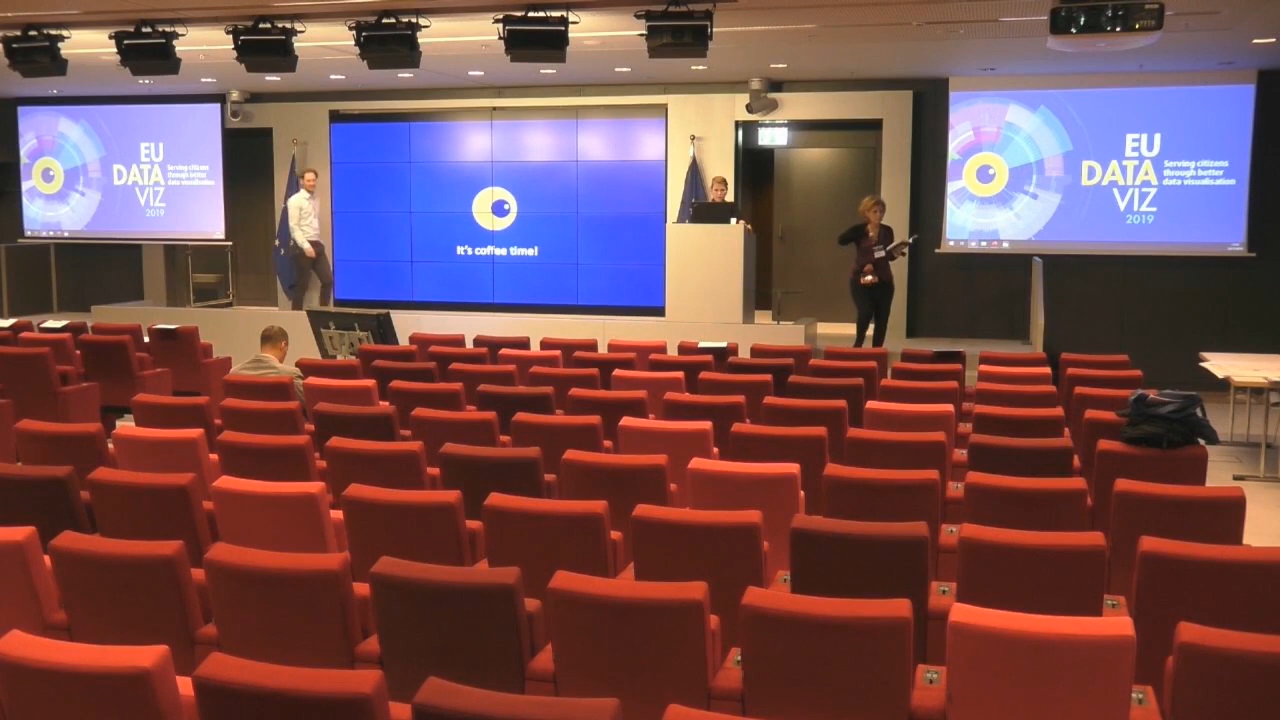 EU
DATA
VIZ
2019
Serving citizens
through better
data visualisation
It's coffee time!
EU
DATA
VIZ
2019
Serving citizens
through better
data visualisation